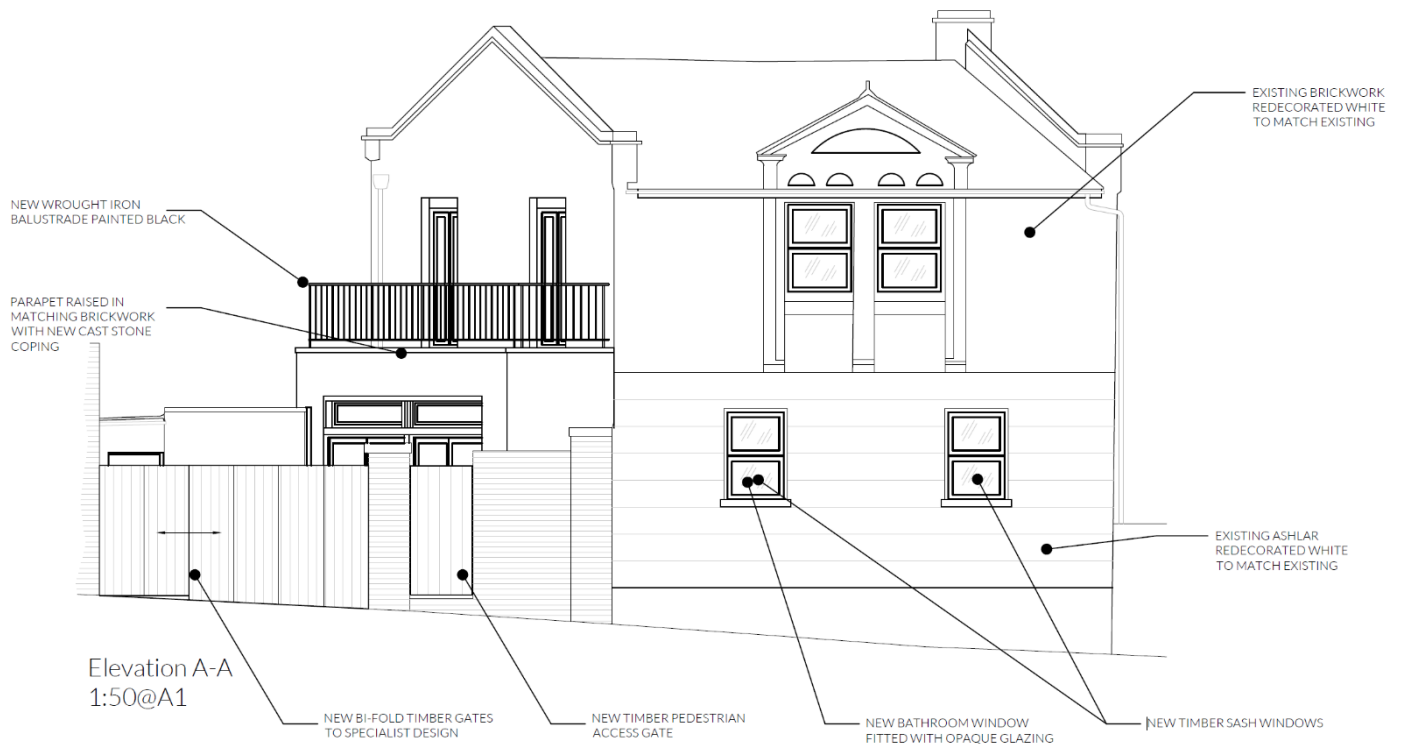 EXISTING BRICKWORK
REDECORATED WHITE
TO MATCH EXISTING
NEW WROUGHT IRON
BALUSTRADE PAINTED BLACK
PARAPET RAISED IN
MATCHING BRICKWORK
WITH NEW CAST STONE
COPING
EXISTING ASHLAR
REDECORATED WHITE
TO MATCH EXISTING
Elevation A-A
1:50@A1
NEW BI-FOLD TIMBER GATES
TO SPECIALIST DESIGN
NEW TIMBER PEDESTRIAN
ACCESS GATE
NEW BATHROOM WINDOW
FITTED WITH OPAQUE GLAZING
NEW TIMBER SASH WINDOWS